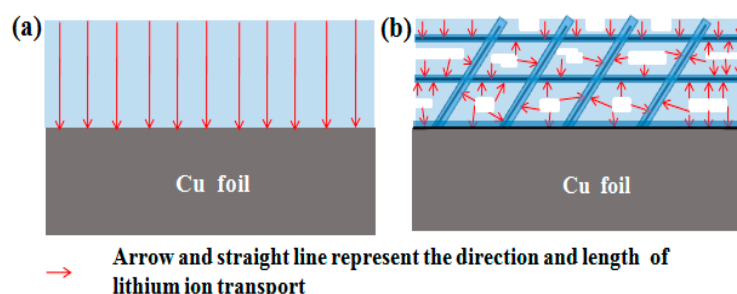 (a)
(b)
Cu foil
Cu foil
Arrow and straight line represent the direction and length of
lithium ion transport